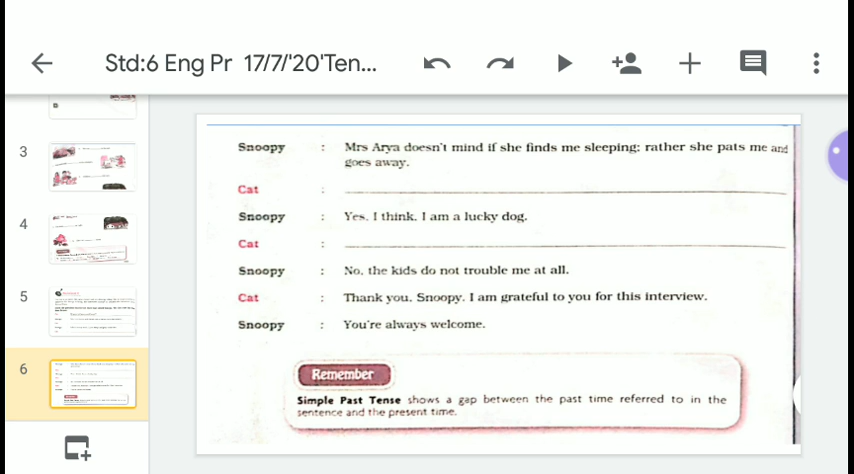 Std:6 Eng Pr 17/7/'20'Ten...
3
4
5
6
Snoopy : Mrs Arya doesn't mind if she finds me sleeping; rather she pats me and
goes away.
Cat :
Snoopy : Yes. I think. I am a lucky dog.
Cat :
Snoopy : No, the kids do not trouble me at all.
Cat : Thank you, Snoopy. I am grateful to you for this interview.
Snoopy : You're always welcome.
Remember
Simple Past Tense shows a gap between the past time referred to in the
sentence and the present time.